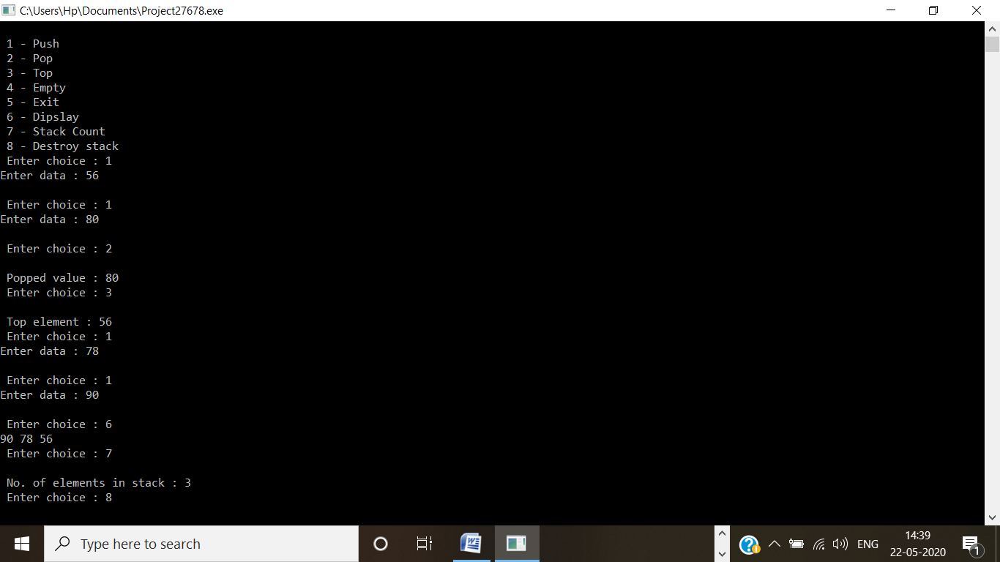 C:\Users\Hp\Documents\Project27678.exe
1 - Push
2 - Pop
3 - Top
4 - Empty
5 - Exit
6 - Dipslay
7 - Stack Count
8 - Destroy stack
Enter choice : 1
Enter data : 56
Enter choice : 1
Enter data : 80
Enter choice : 2
Popped value : 80
Enter choice : 3
Top element : 56
Enter choice : 1
Enter data : 78
Enter choice : 1
Enter data : 90
Enter choice : 6
90 78 56
Enter choice : 7
No. of elements in stack : 3
Enter choice : 8
Type here to search
W
?
ENG
14:39
22-05-2020
1